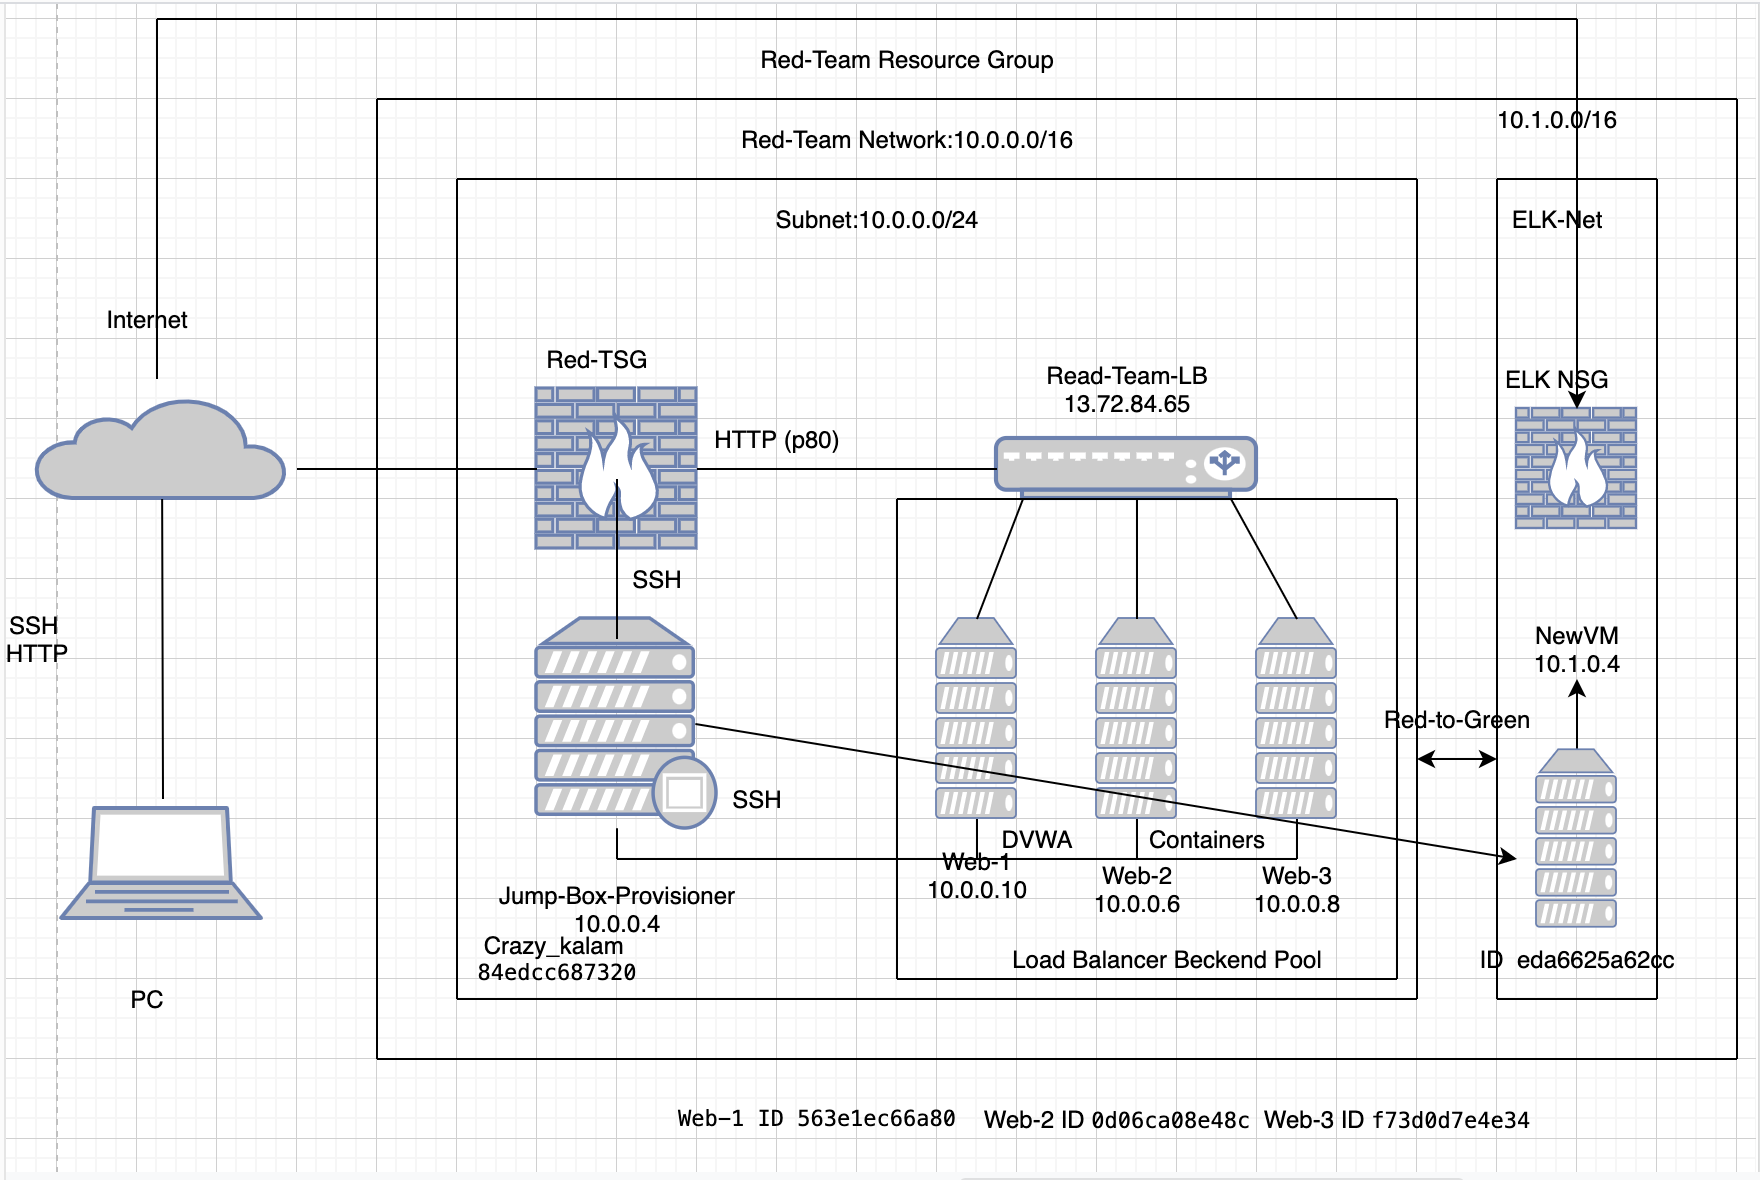 Red-Team Resource Group
10.1.0.0/16
Red-Team Network:10.0.0.0/16
Subnet:10.0.0.0/24
ELK-Net
Internet
Red-TSG
Read-Team-LB
13.72.84.65
ELK NSG
HTTP (p80)
SSH
SSH
HTTP
NewVM
10.1.0.4
Red-to-Green
SSH
DVWA
Containers
Web-1
10.0.0.10
Web-2
10.0.0.6
Web-3
10.0.0.8
Jump-Box-Provisioner
10.0.0.4
Crazy_kalam
84edcc687320
Load Balancer Beckend Pool
ID eda6625a62cc
PC
Web-1 ID 563e1ec66a80 Web-2 ID 0d06ca08e48c Web-3 ID f73d0d7e4e34